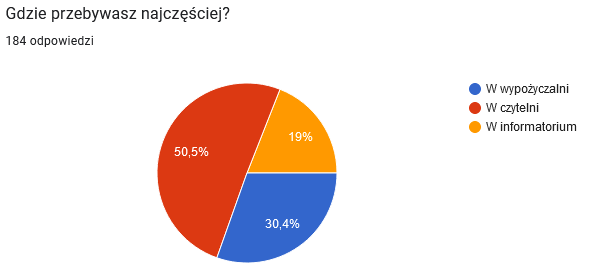 Gdzie przebywasz najczęściej?
184 odpowiedzi
W wypożyczalni
W czytelni
W informatorium
50,5%
19%
30,4%